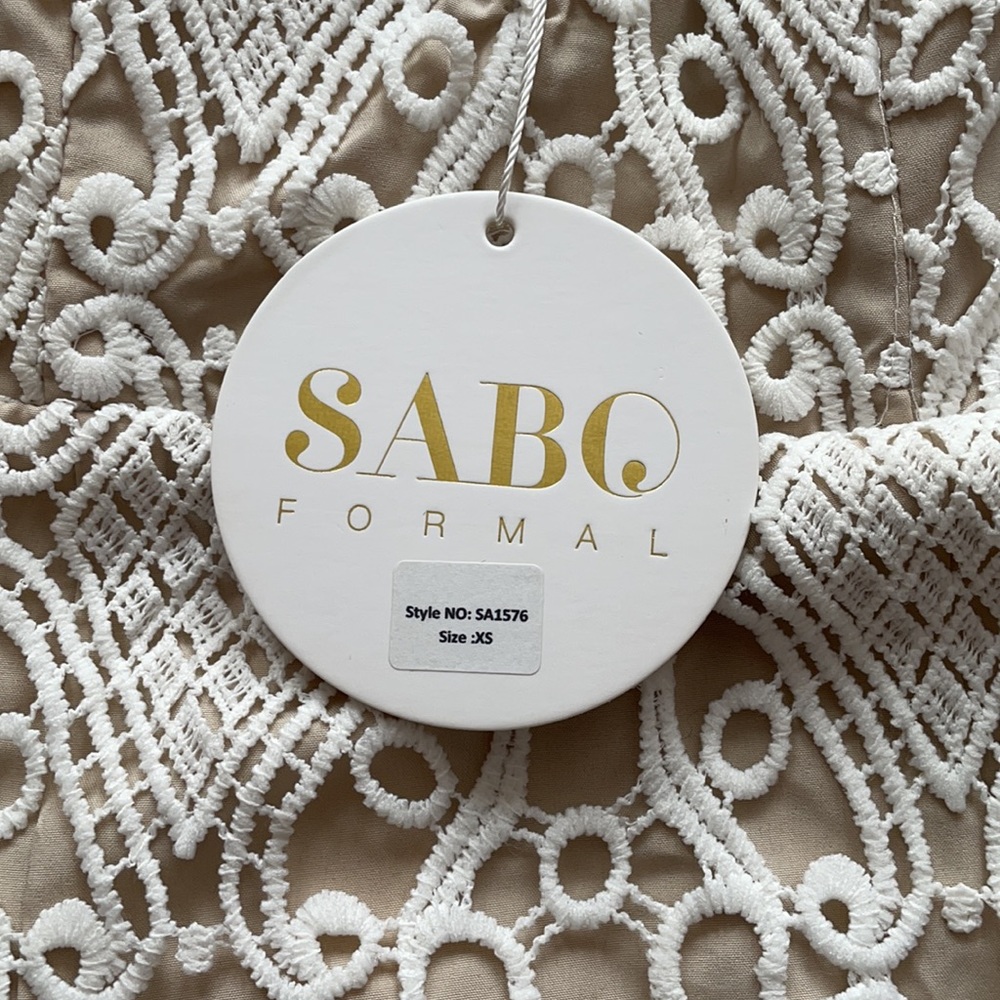 SABO
FORMAL
Style NO: SA1576
Size :XS